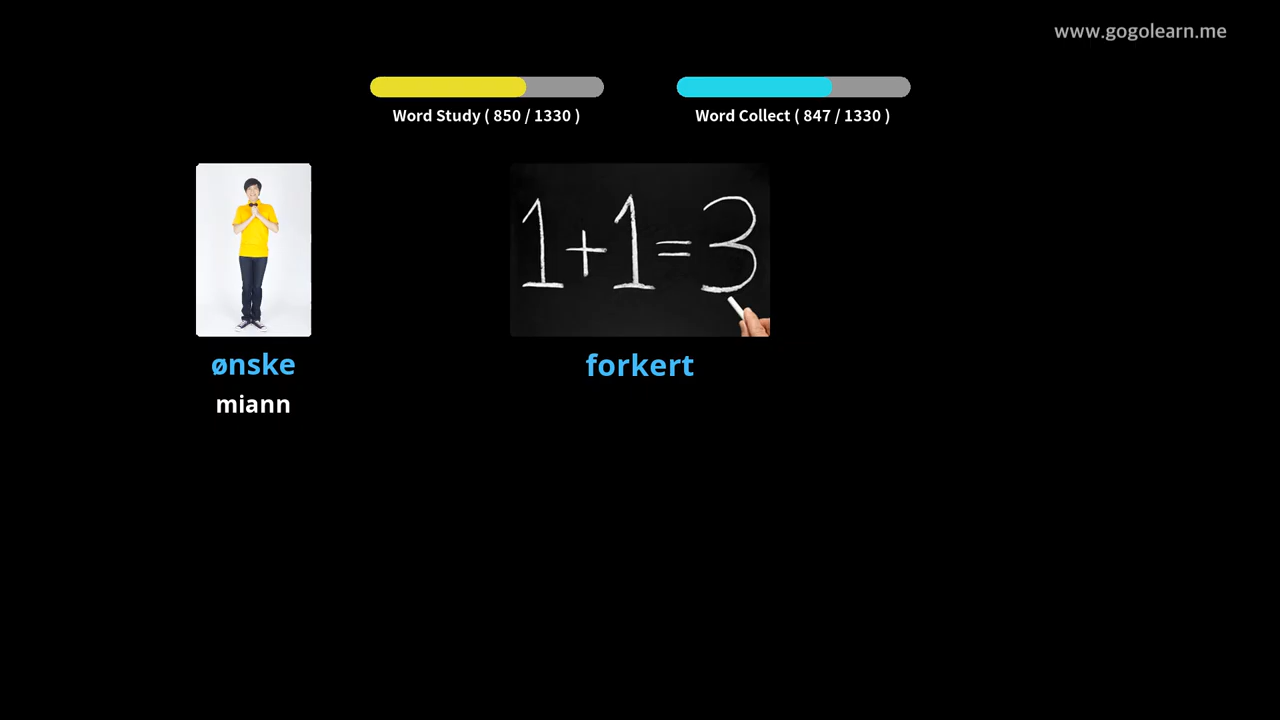 www.gogolearn.me
Word Study ( 850 / 1330 )
Word Collect ( 847 / 1330 )
1+1=3
ønske
forkert
miann